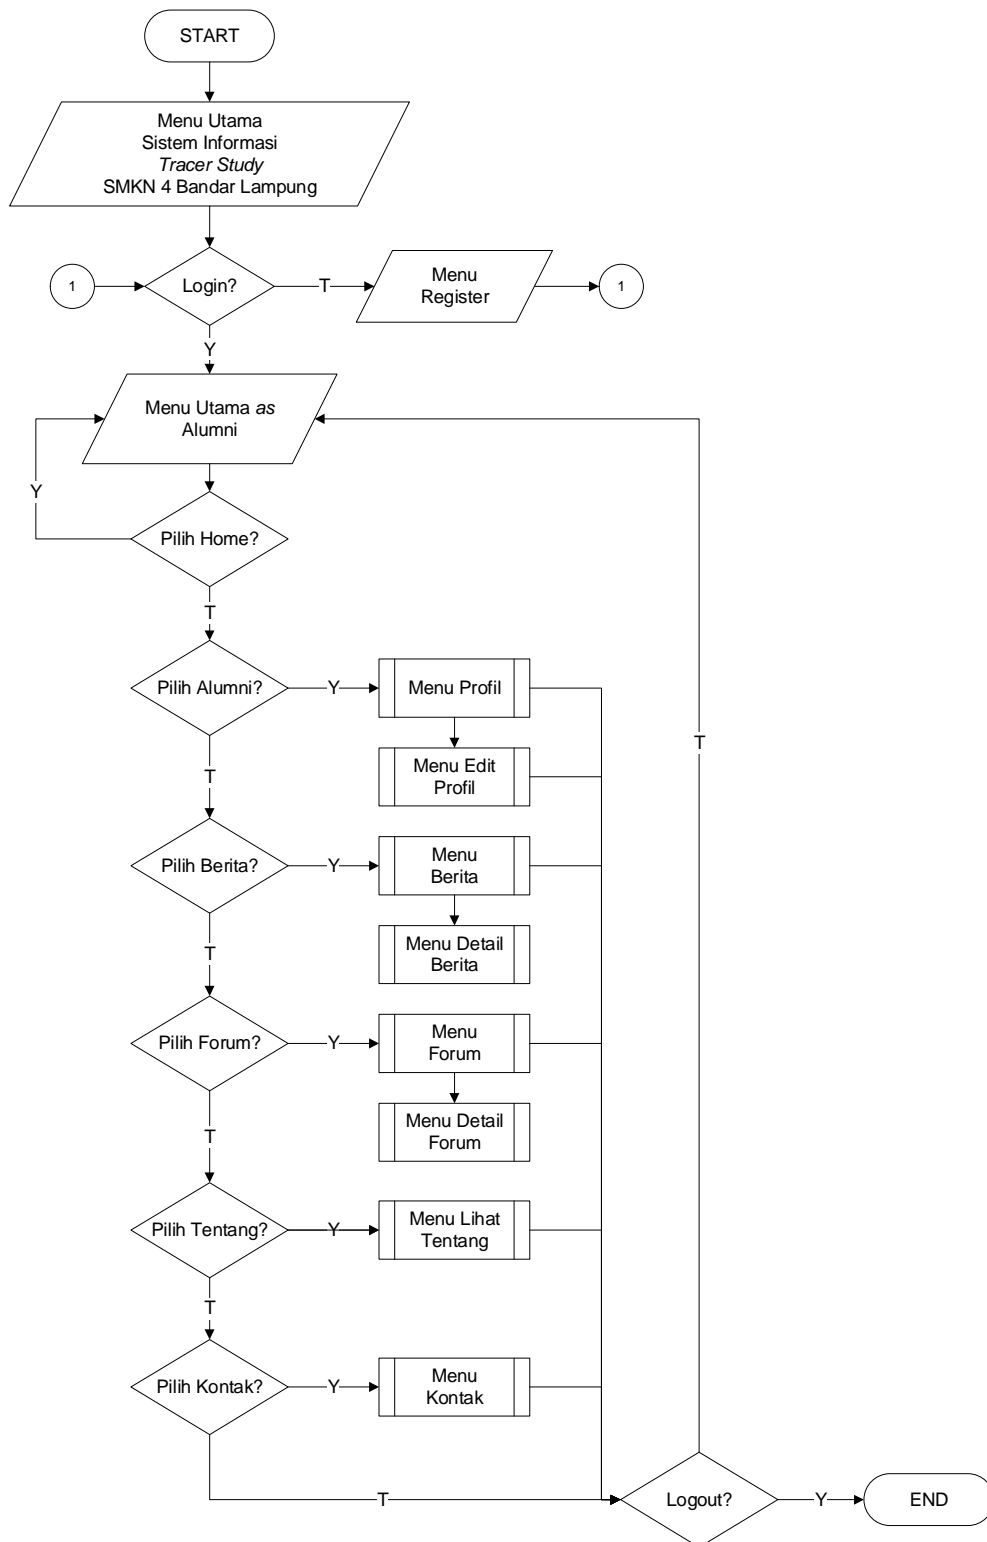 START
Menu Utama
Sistem Informasi
Tracer Study
SMKN 4 Bandar Lampung
1
Login?
T
Menu
Register
1
Y
Menu Utama as
Alumni
Y
Pilih Home?
T
Pilih Alumni?
Y
Menu Profil
T
T
Menu Edit
Profil
Pilih Berita?
Y
Menu
Berita
T
Menu Detail
Berita
Pilih Forum?
Y
Menu
Forum
T
Menu Detail
Forum
Pilih Tentang?
Y
Menu Lihat
Tentang
T
Pilih Kontak?
Y
Menu
Kontak
T
Logout?
Y
END